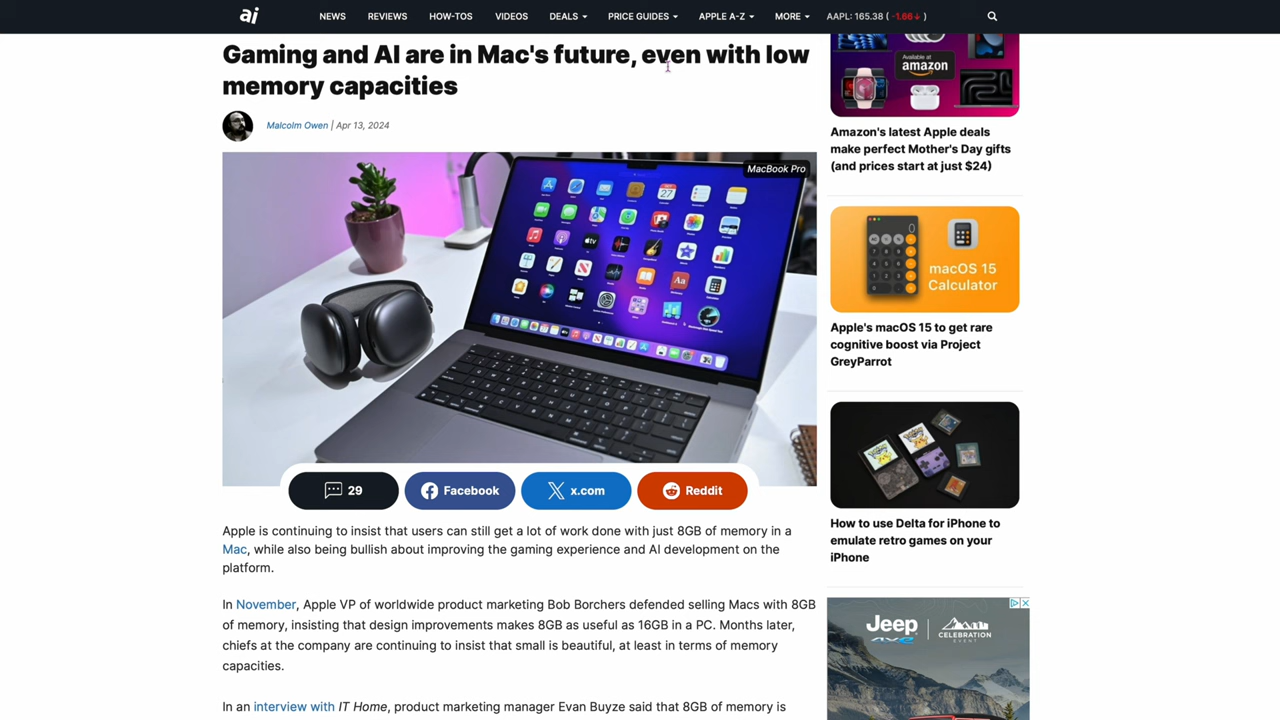 ai NEWS REVIEWS HOW-TOS VIDEOS DEALS PRICE GUIDES APPLE A-Z MORE AAPL: 165.38 ( -1.66↓ )
Gaming and AI are in Mac's future, even with low
memory capacities
Malcolm Owen | Apr 13, 2024
MacBook Pro
29 Facebook x.com Reddit
Apple is continuing to insist that users can still get a lot of work done with just 8GB of memory in a
Mac, while also being bullish about improving the gaming experience and AI development on the
platform.
In November, Apple VP of worldwide product marketing Bob Borchers defended selling Macs with 8GB
of memory, insisting that design improvements makes 8GB as useful as 16GB in a PC. Months later,
chiefs at the company are continuing to insist that small is beautiful, at least in terms of memory
capacities.
In an interview with IT Home, product marketing manager Evan Buyze said that 8GB of memory is
Available at
amazon
Amazon's latest Apple deals
make perfect Mother's Day gifts
(and prices start at just $24)
macOS 15
Calculator
Apple's macOS 15 to get rare
cognitive boost via Project
GreyParrot
How to use Delta for iPhone to
emulate retro games on your
iPhone
Jeep
4xe
CELEBRATION
EVENT